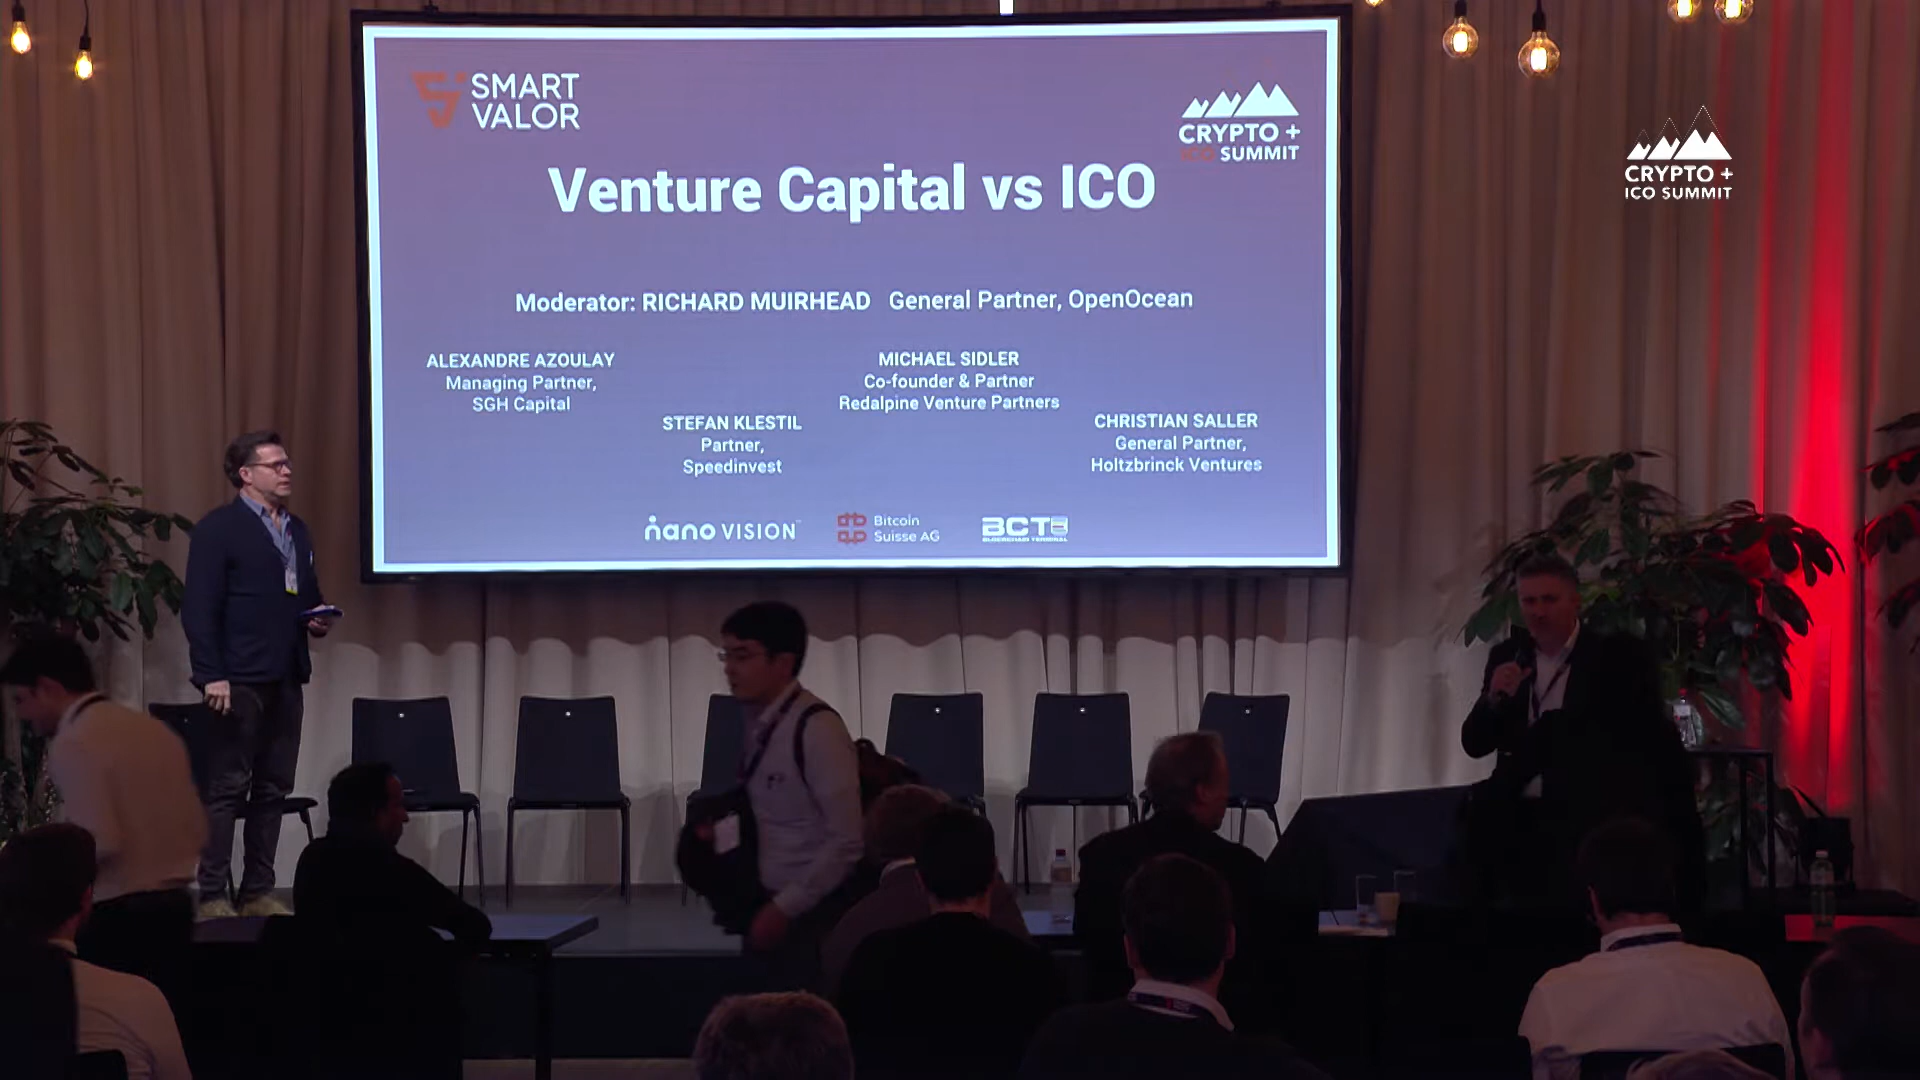 SMART
VALOR
CRYPTO +
ICO SUMMIT
Venture Capital vs ICO
Moderator: RICHARD MUIRHEAD General Partner, OpenOcean
ALEXANDRE AZOULAY
Managing Partner,
SGH Capital
STEFAN KLESTIL
Partner,
Speedinvest
MICHAEL SIDLER
Co-founder & Partner
Redalpine Venture Partners
CHRISTIAN SALLER
General Partner,
Holtzbrinck Ventures
nano VISION
Bitcoin
Suisse AG
BCT
BLOCKCHAIN TERMINAL
CRYPTO +
ICO SUMMIT